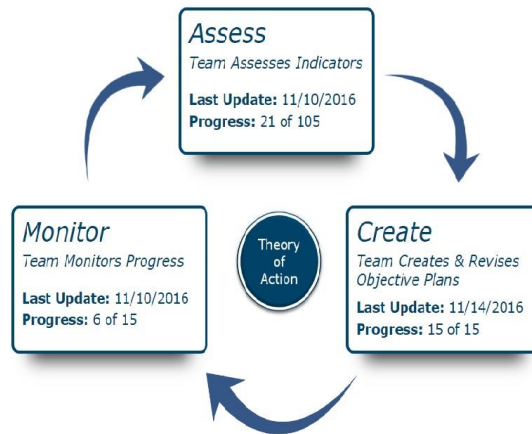 Assess
Team Assesses Indicators
Last Update: 11/10/2016
Progress: 21 of 105
Monitor
Team Monitors Progress
Last Update: 11/10/2016
Progress: 6 of 15
Theory
of
Action
Create
Team Creates & Revises
Objective Plans
Last Update: 11/14/2016
Progress: 15 of 15